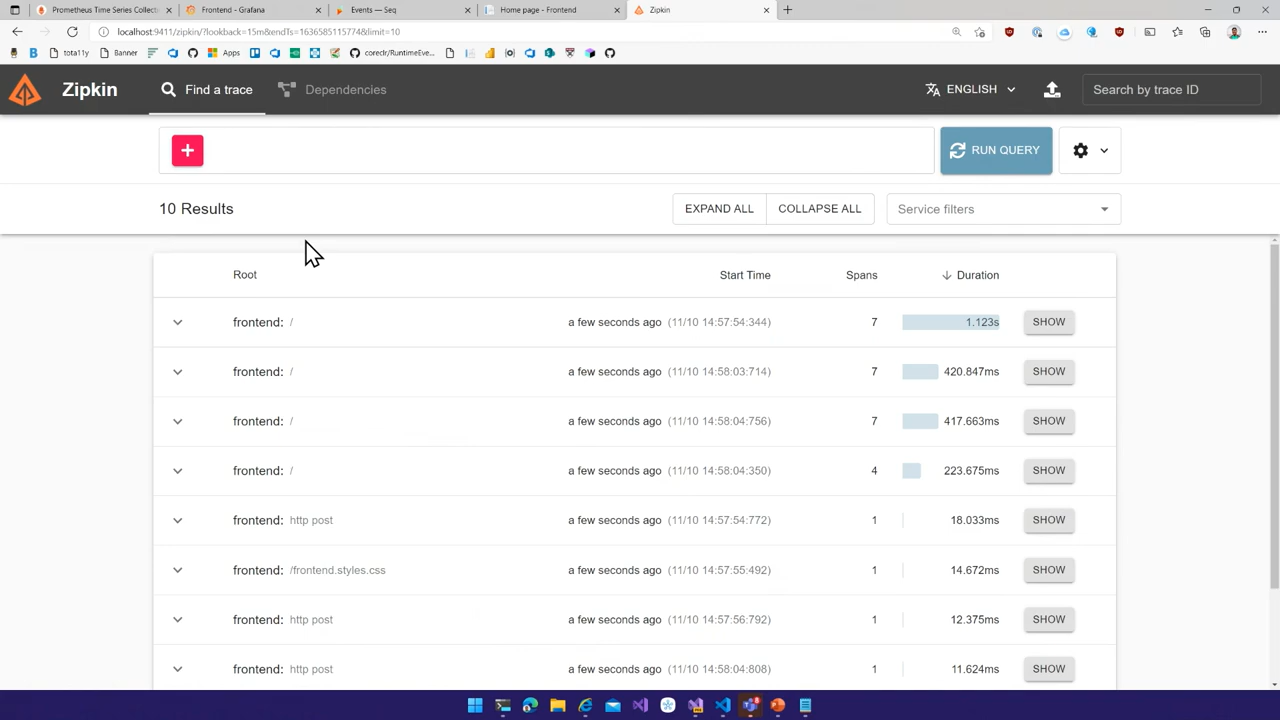 Prometheus Time Series Collecti
Frontend - Grafana
Events — Seq
Home page - Frontend
Zipkin
localhost:9411/zipkin/?lookback=15m&endTs=1636585115774&limit=10
tota11y
Banner
Apps
coreclr/RuntimeEve...
Zipkin
Find a trace
Dependencies
ENGLISH
Search by trace ID
RUN QUERY
10 Results
EXPAND ALL
COLLAPSE ALL
Service filters
Root Start Time Spans Duration
frontend: / a few seconds ago (11/10 14:57:54:344) 7 1.123s SHOW
frontend: / a few seconds ago (11/10 14:58:03:714) 7 420.847ms SHOW
frontend: / a few seconds ago (11/10 14:58:04:756) 7 417.663ms SHOW
frontend: / a few seconds ago (11/10 14:58:04:350) 4 223.675ms SHOW
frontend: http post a few seconds ago (11/10 14:57:54:772) 1 18.033ms SHOW
frontend: /frontend.styles.css a few seconds ago (11/10 14:57:55:492) 1 14.672ms SHOW
frontend: http post a few seconds ago (11/10 14:57:56:792) 1 12.375ms SHOW
frontend: http post a few seconds ago (11/10 14:58:04:808) 1 11.624ms SHOW